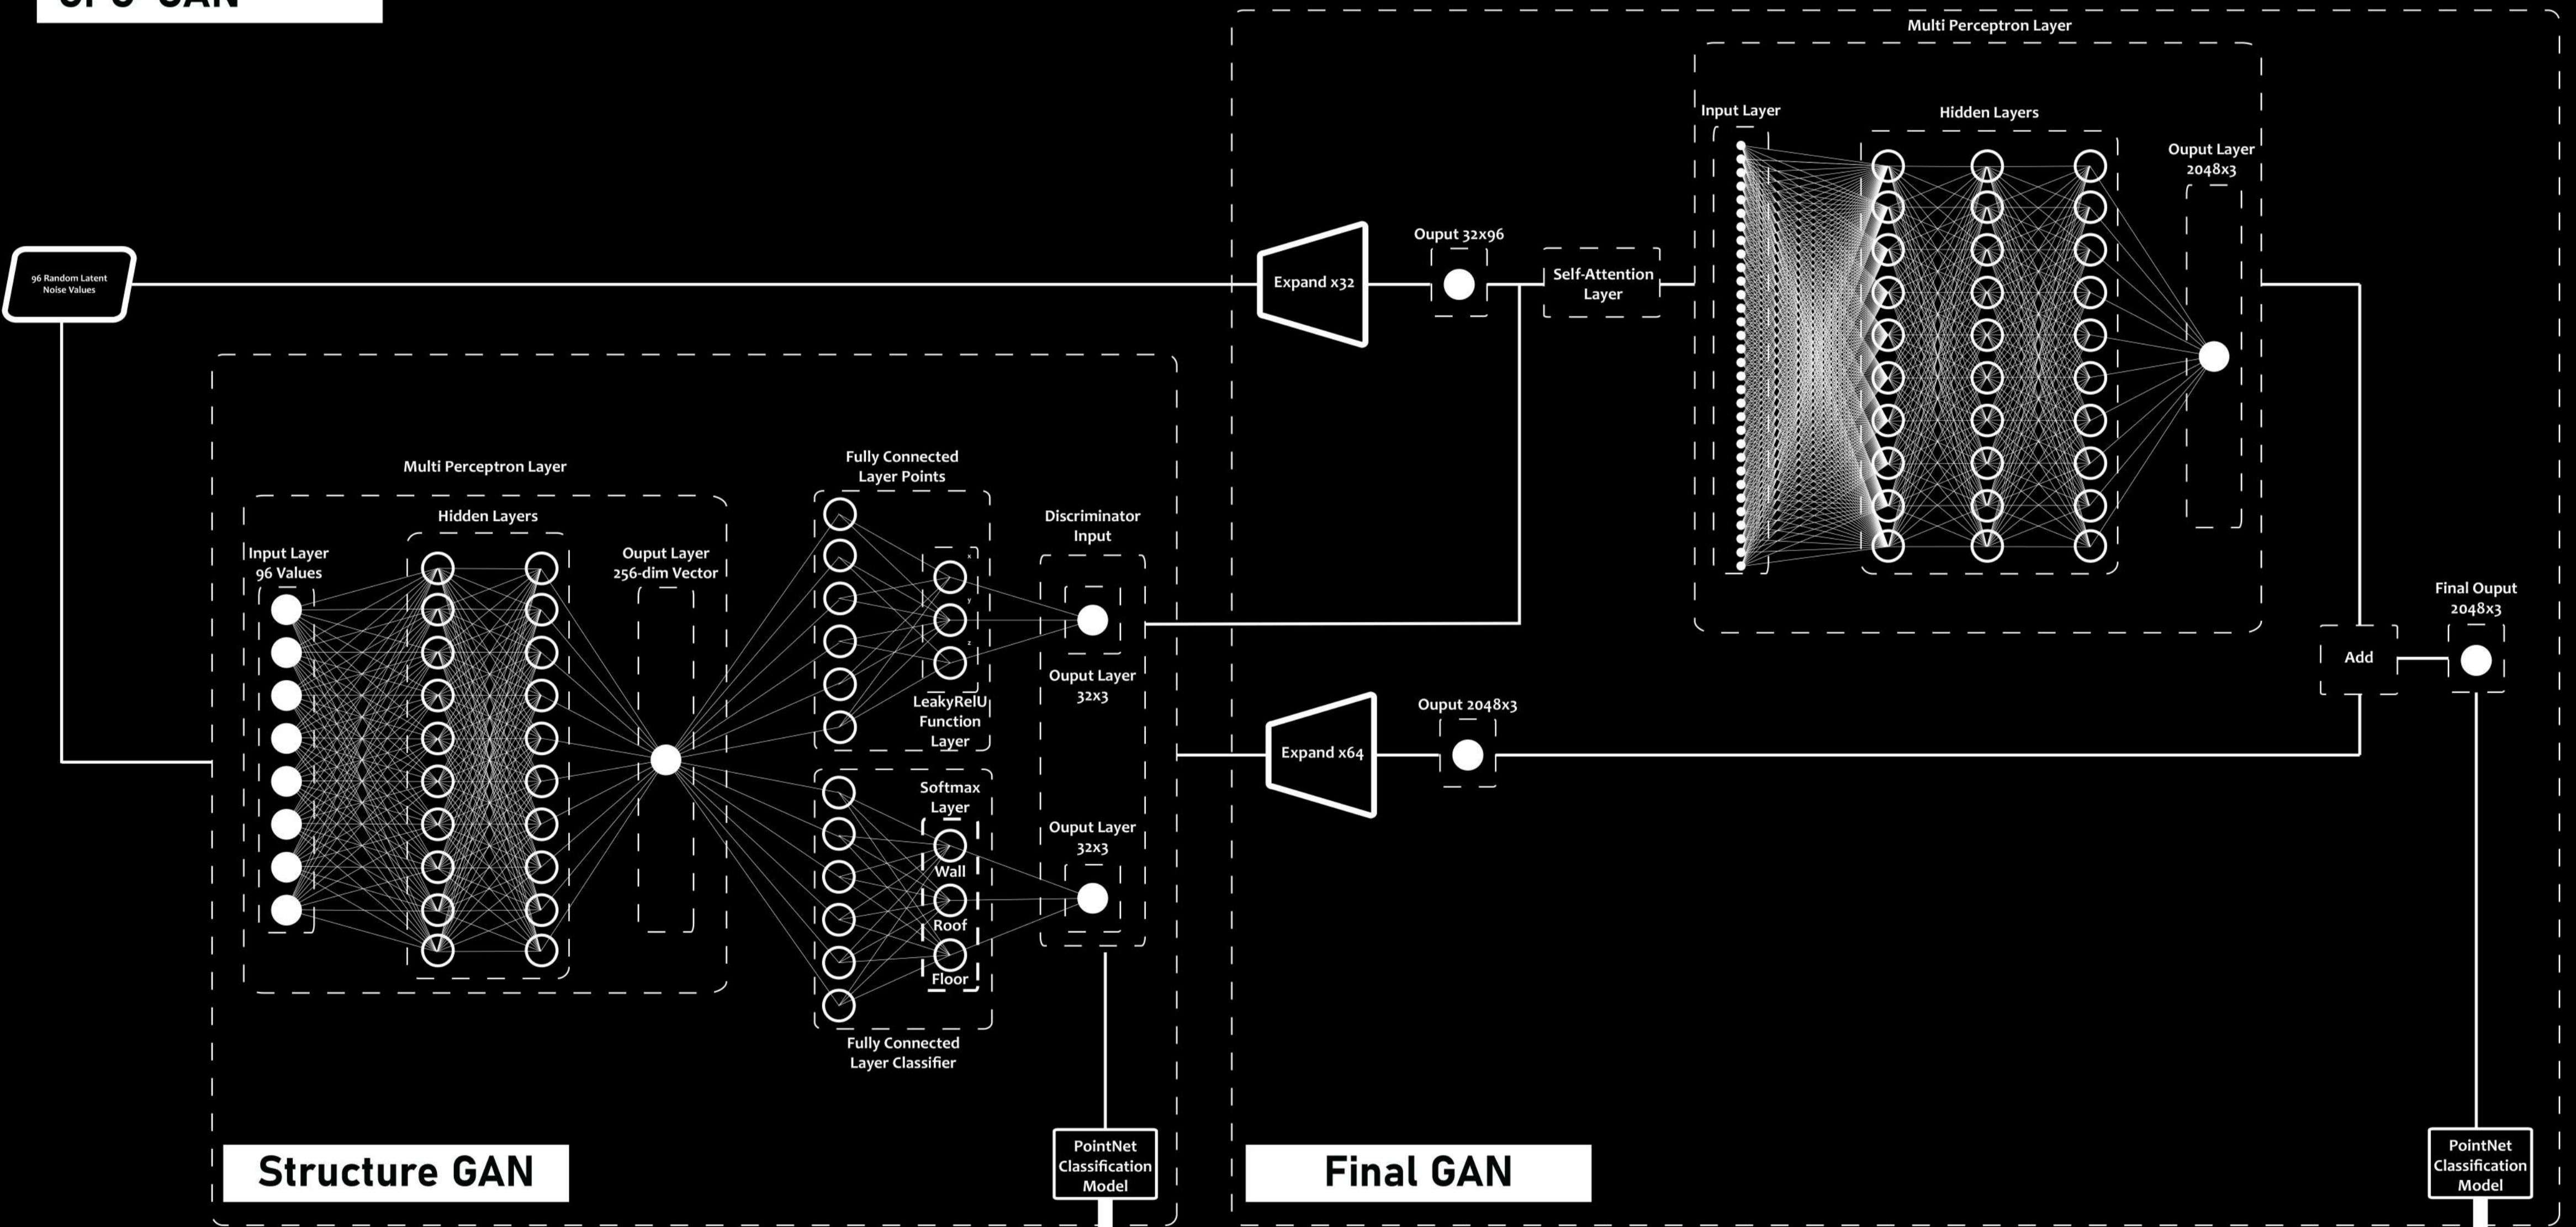 Multi Perceptron Layer
Input Layer
Hidden Layers
Ouput Layer
2048x3
Ouput 32x96
96 Random Latent
Noise Values
Expand x32
Self-Attention
Layer
Fully Connected
Layer Points
Multi Perceptron Layer
Hidden Layers
Discriminator
Input
Input Layer
96 Values
Ouput Layer
256-dim Vector
x
y
z
Ouput Layer
32x3
LeakyRelU
Function
Layer
Final Ouput
2048x3
Add
Ouput 2048x3
Expand x64
Softmax
Layer
Wall
Roof
Floor
Ouput Layer
32x3
Fully Connected
Layer Classifier
Structure GAN
PointNet
Classification
Model
Final GAN
PointNet
Classification
Model